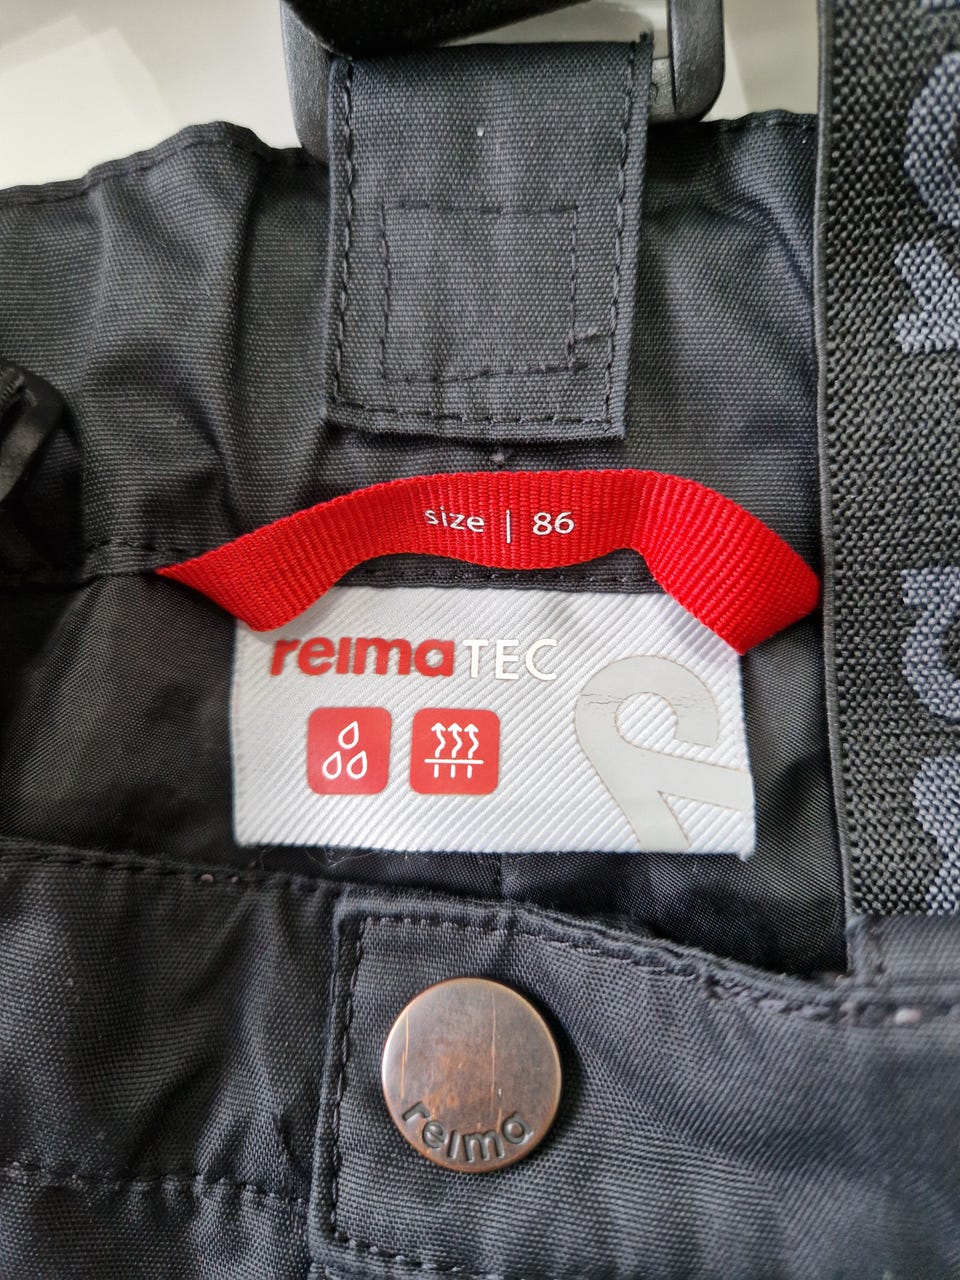 size | 86
reimaTEC
reima